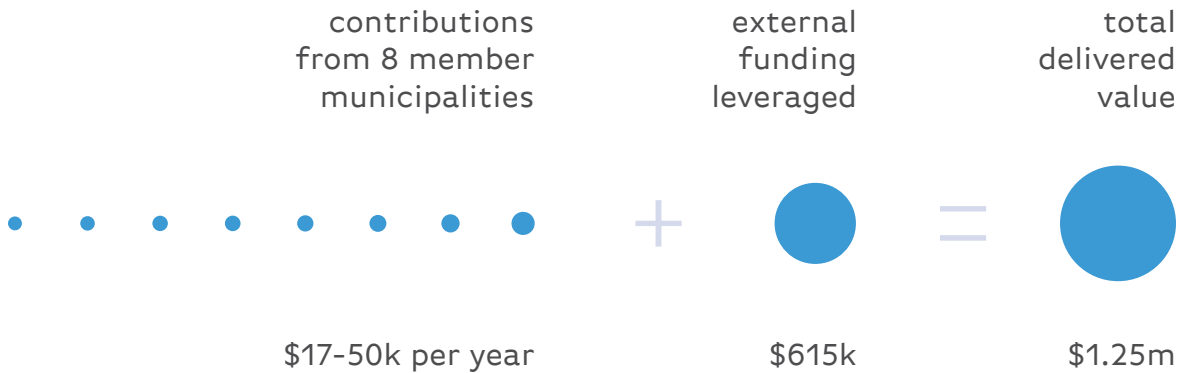 contributions
from 8 member
municipalities
external
funding
leveraged
total
delivered
value
+
=
$17-50k per year
$615k
$1.25m